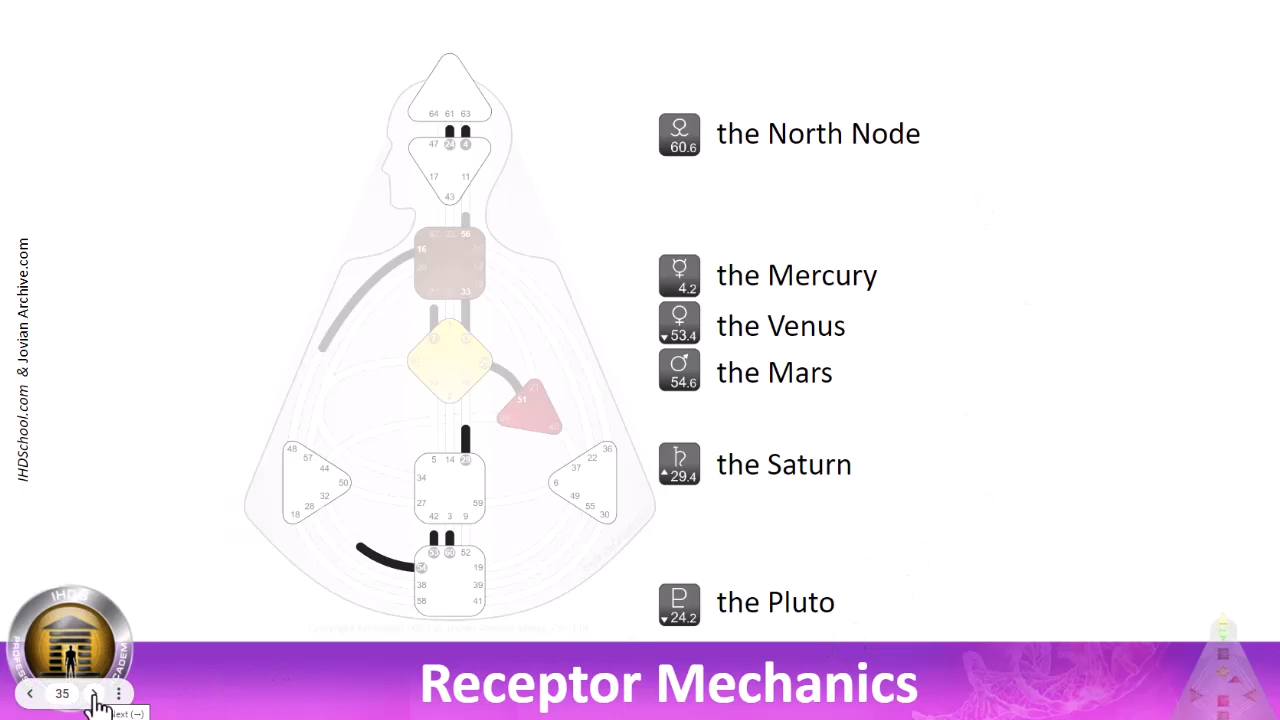 IHDSchool.com & Jovian Archive.com
64 61 63
47 24 4
17 11
43
56
16
33
51
48
57
44
50
32
28
18
5 14 29
34
27 59
42 3 9
36
22
37
6
49
55
30
53 60 52
54 19
38 39
58 41
60.6
the North Node
4.2
the Mercury
53.4
the Venus
54.6
the Mars
29.4
the Saturn
24.2
the Pluto
IHDS
Receptor Mechanics
35